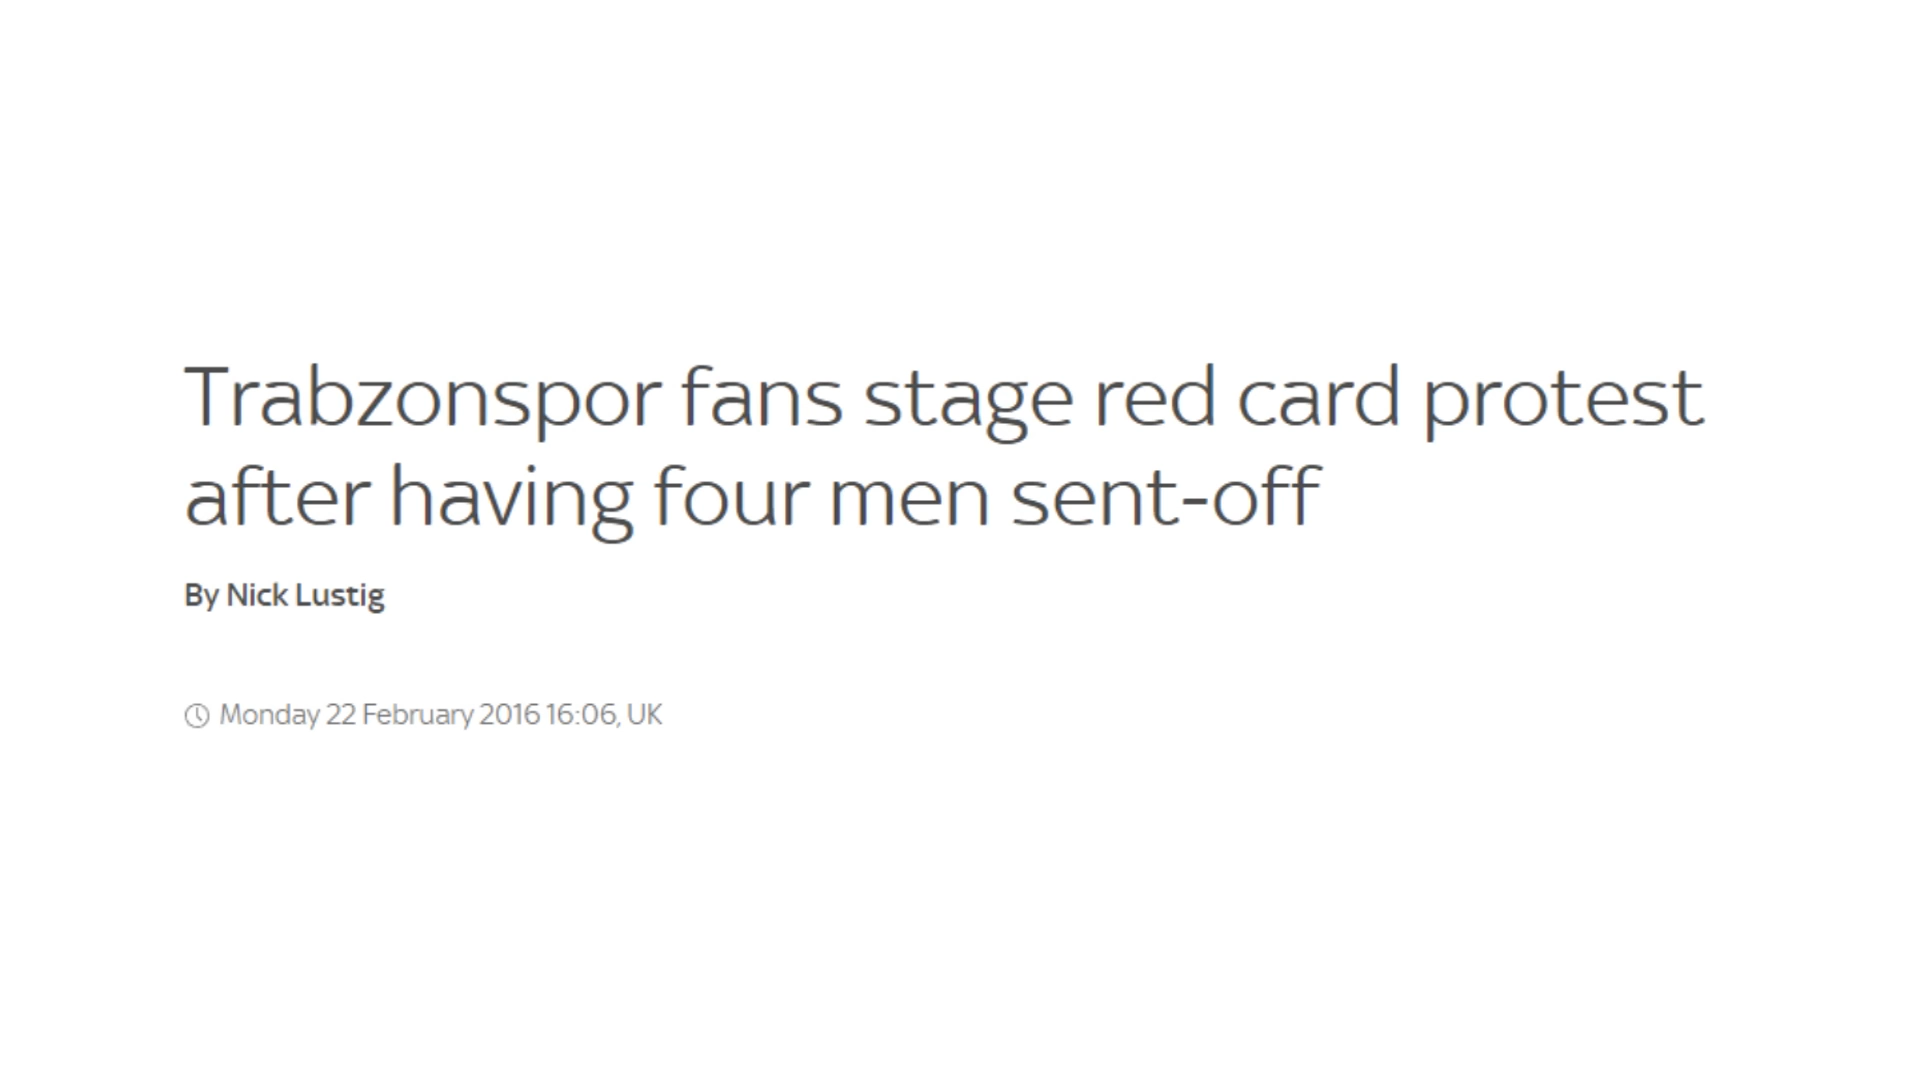 Trabzonspor fans stage red card protest
after having four men sent-off
By Nick Lustig
Monday 22 February 2016 16:06, UK